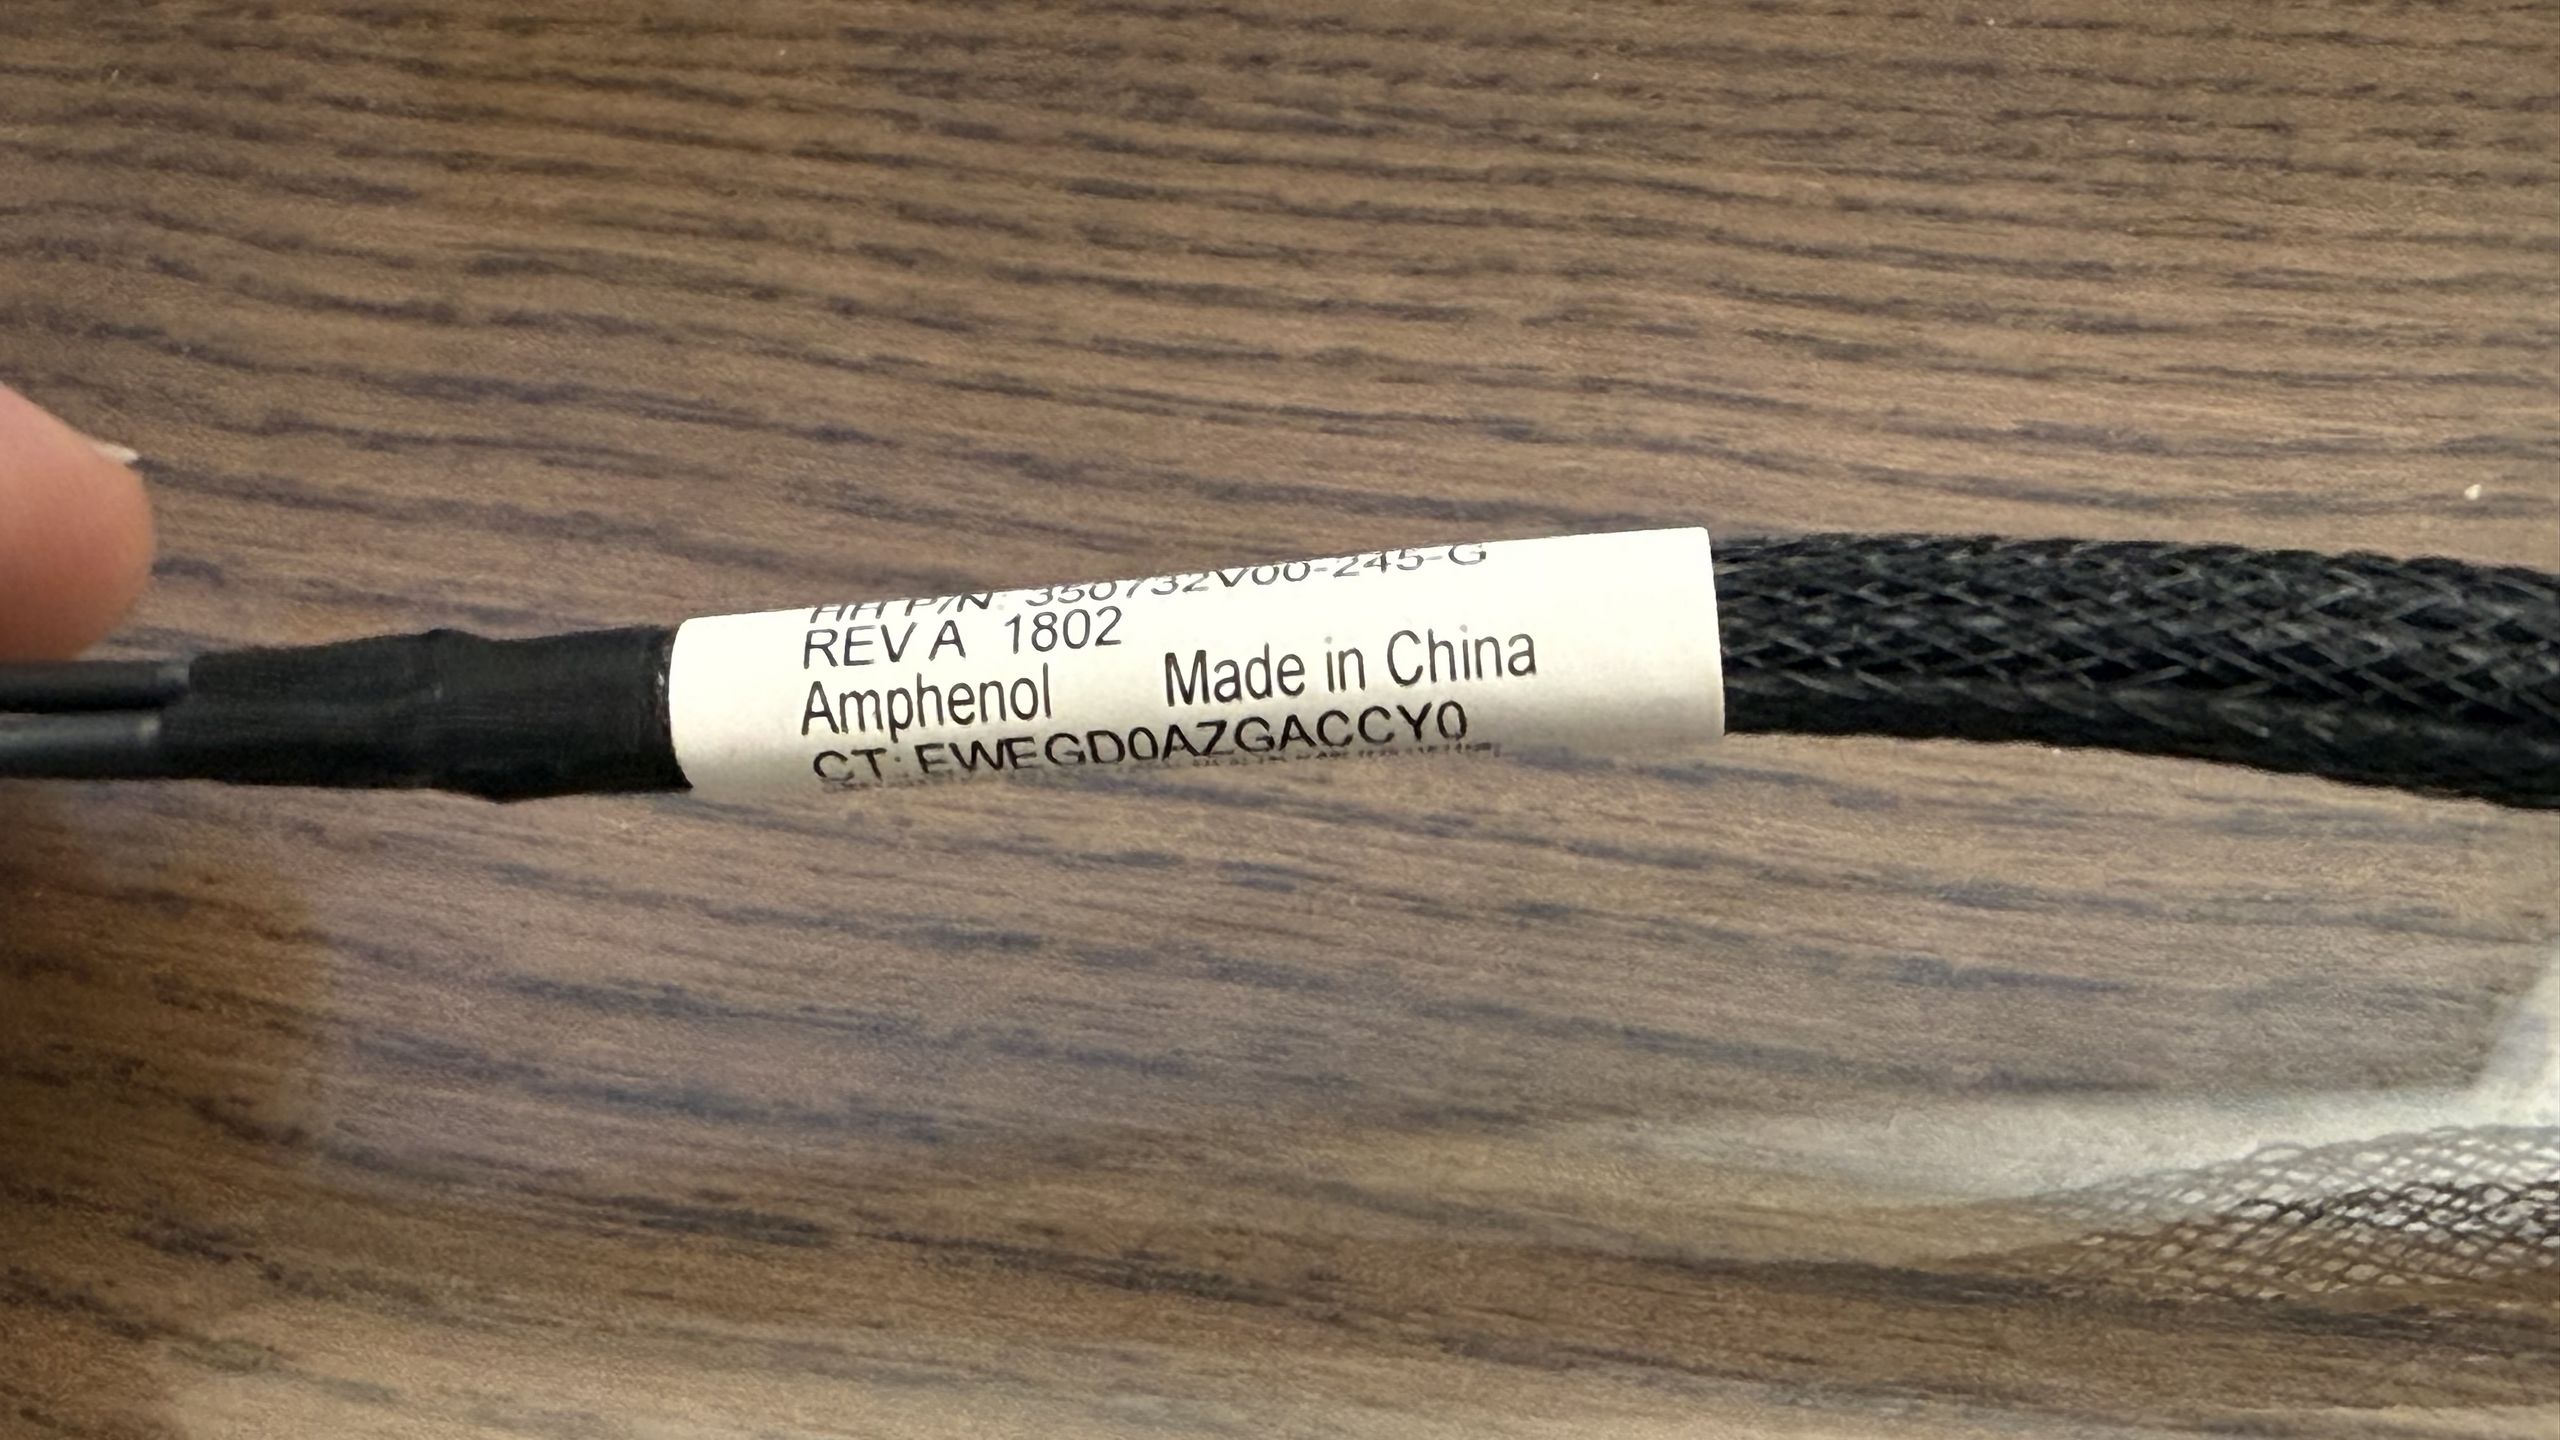 HH P/N: 350732V00-245-G
REV A 1802
Amphenol Made in China
CT: EWEGD0AZGACCY0